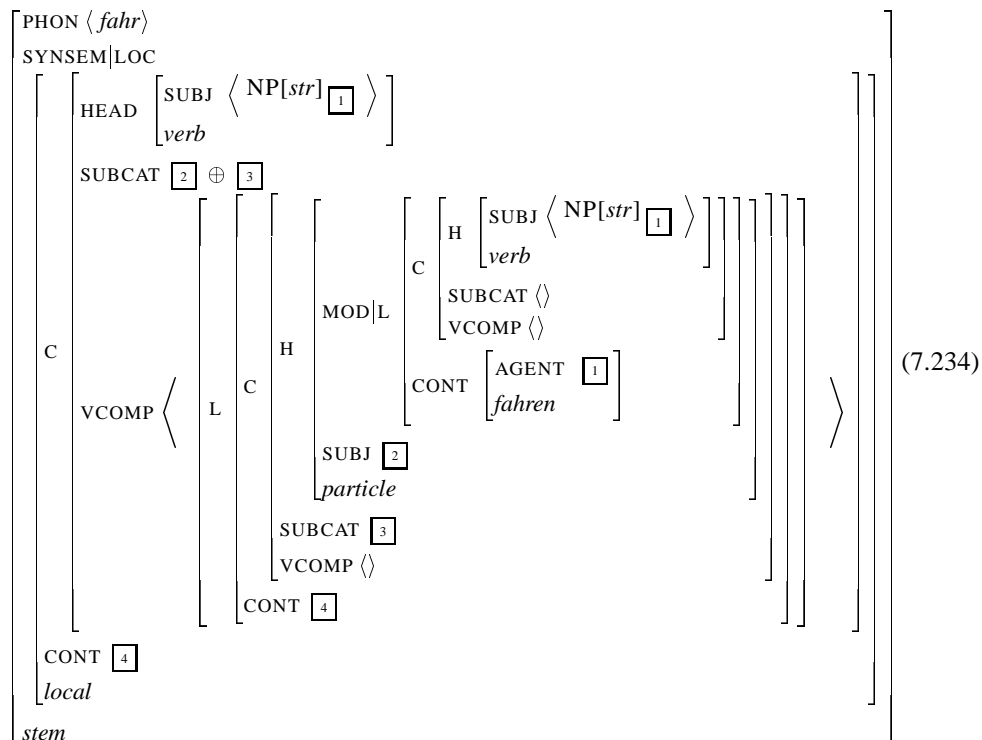 PHON ⟨ fahr⟩
SYNSEM|LOC
HEAD [SUBJ ⟨ NP[str] 1 ⟩
verb]
SUBCAT 2 ⊕ 3
H [SUBJ ⟨ NP[str] 1 ⟩
verb]
C
SUBCAT ⟨⟩
MOD|L
VCOMP ⟨⟩
H
C
CONT [AGENT 1
fahren]
C
(7.234)
VCOMP ⟨ L ⟩
SUBJ 2
particle
SUBCAT 3
VCOMP ⟨⟩
CONT 4
CONT 4
local
stem